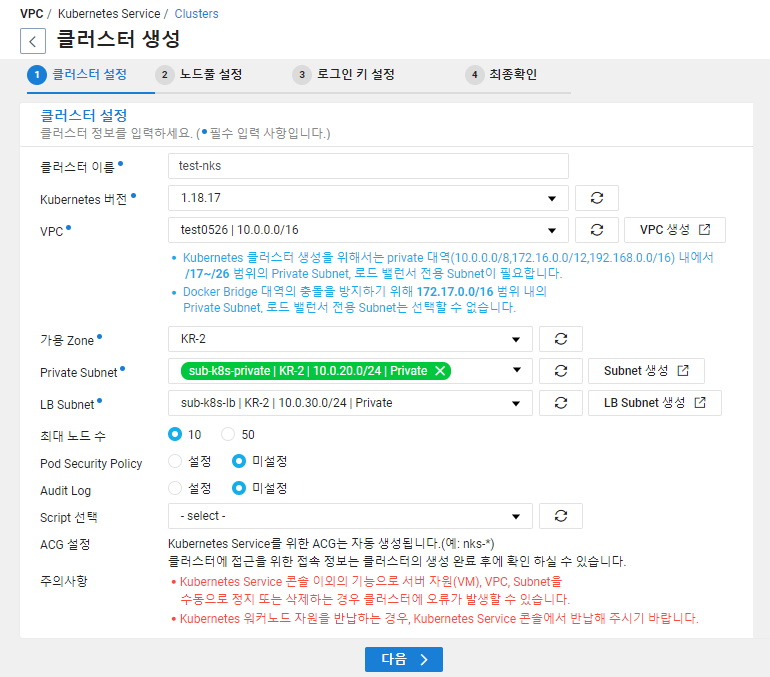 VPC / Kubernetes Service / Clusters
클러스터 생성
1 클러스터 설정 2 노드풀 설정 3 로그인 키 설정 4 최종확인
클러스터 설정
클러스터 정보를 입력하세요. (•필수 입력 사항입니다.)
클러스터 이름• test-nks
Kubernetes 버전• 1.18.17
VPC• test0526 | 10.0.0.0/16 VPC 생성
• Kubernetes 클러스터 생성을 위해서는 private 대역(10.0.0.0/8,172.16.0.0/12,192.168.0.0/16) 내에서
/17~/26 범위의 Private Subnet, 로드 밸런서 전용 Subnet이 필요합니다.
• Docker Bridge 대역의 충돌을 방지하기 위해 172.17.0.0/16 범위 내의
Private Subnet, 로드 밸런서 전용 Subnet는 선택할 수 없습니다.
가용 Zone• KR-2
Private Subnet• sub-k8s-private | KR-2 | 10.0.20.0/24 | Private Subnet 생성
LB Subnet• sub-k8s-lb | KR-2 | 10.0.30.0/24 | Private LB Subnet 생성
최대 노드 수 10 50
Pod Security Policy 설정 미설정
Audit Log 설정 미설정
Script 선택 - select -
ACG 설정 Kubernetes Service를 위한 ACG는 자동 생성됩니다.(예: nks-*)
클러스터에 접근을 위한 접속 정보는 클러스터의 생성 완료 후에 확인 하실 수 있습니다.
주의사항 • Kubernetes Service 콘솔 이외의 기능으로 서버 자원(VM), VPC, Subnet을
수동으로 정지 또는 삭제하는 경우 클러스터에 오류가 발생할 수 있습니다.
• Kubernetes 워커노드 자원을 반납하는 경우, Kubernetes Service 콘솔에서 반납해 주시기 바랍니다.
다음